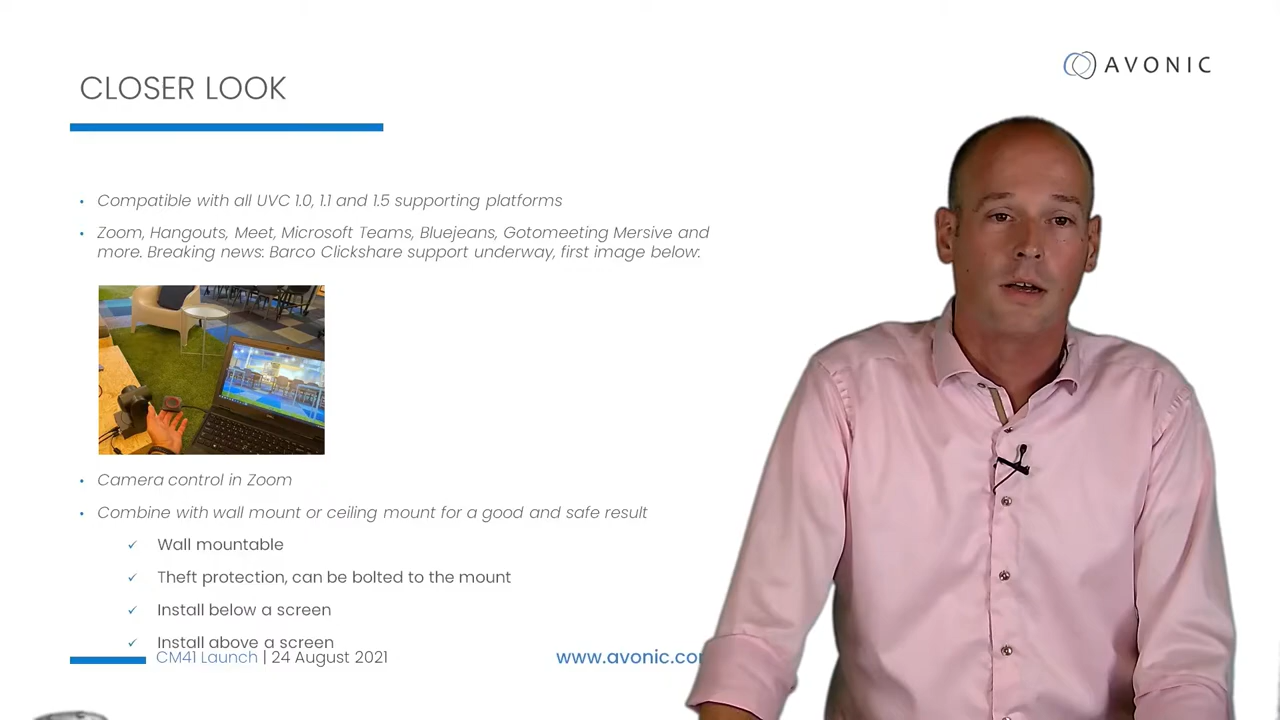 AVONIC
CLOSER LOOK
• Compatible with all UVC 1.0, 1.1 and 1.5 supporting platforms
• Zoom, Hangouts, Meet, Microsoft Teams, Bluejeans, Gotomeeting Mersive and
more. Breaking news: Barco Clickshare support underway, first image below:
• Camera control in Zoom
• Combine with wall mount or ceiling mount for a good and safe result
✓ Wall mountable
✓ Theft protection, can be bolted to the mount
✓ Install below a screen
✓ Install above a screen
CM41 Launch | 24 August 2021
www.avonic.co